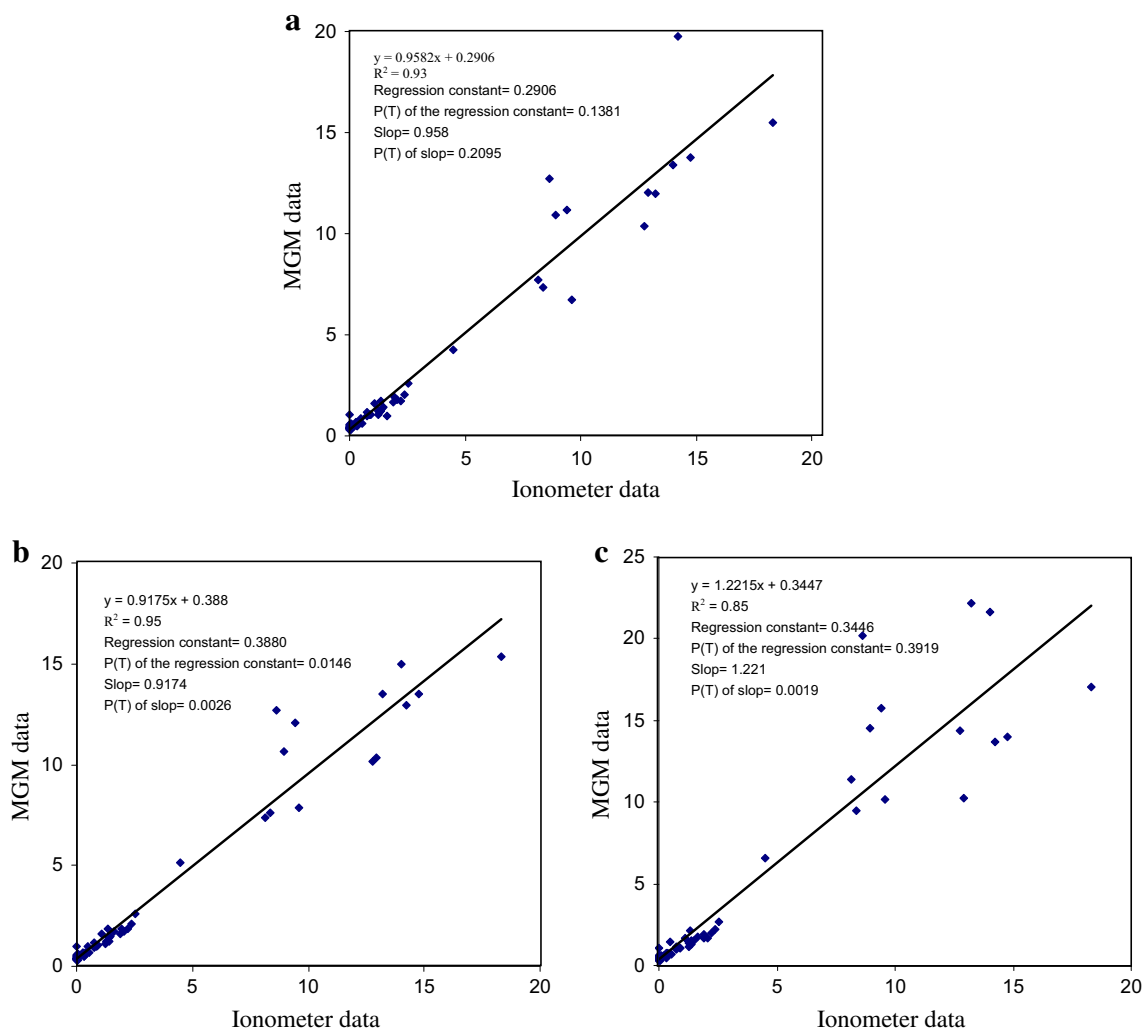 a
20
15
10
5
0
y = 0.9582x + 0.2906
R² = 0.93
Regression constant= 0.2906
P(T) of the regression constant= 0.1381
Slop= 0.958
P(T) of slop= 0.2095
MGM data
0 5 10 15 20
Ionometer data
b
20
15
10
5
0
y = 0.9175x + 0.388
R² = 0.95
Regression constant= 0.3880
P(T) of the regression constant= 0.0146
Slop= 0.9174
P(T) of slop= 0.0026
MGM data
0 5 10 15 20
Ionometer data
c
25
20
15
10
5
0
y = 1.2215x + 0.3447
R² = 0.85
Regression constant= 0.3446
P(T) of the regression constant= 0.3919
Slop= 1.221
P(T) of slop= 0.0019
MGM data
0 5 10 15 20
Ionometer data